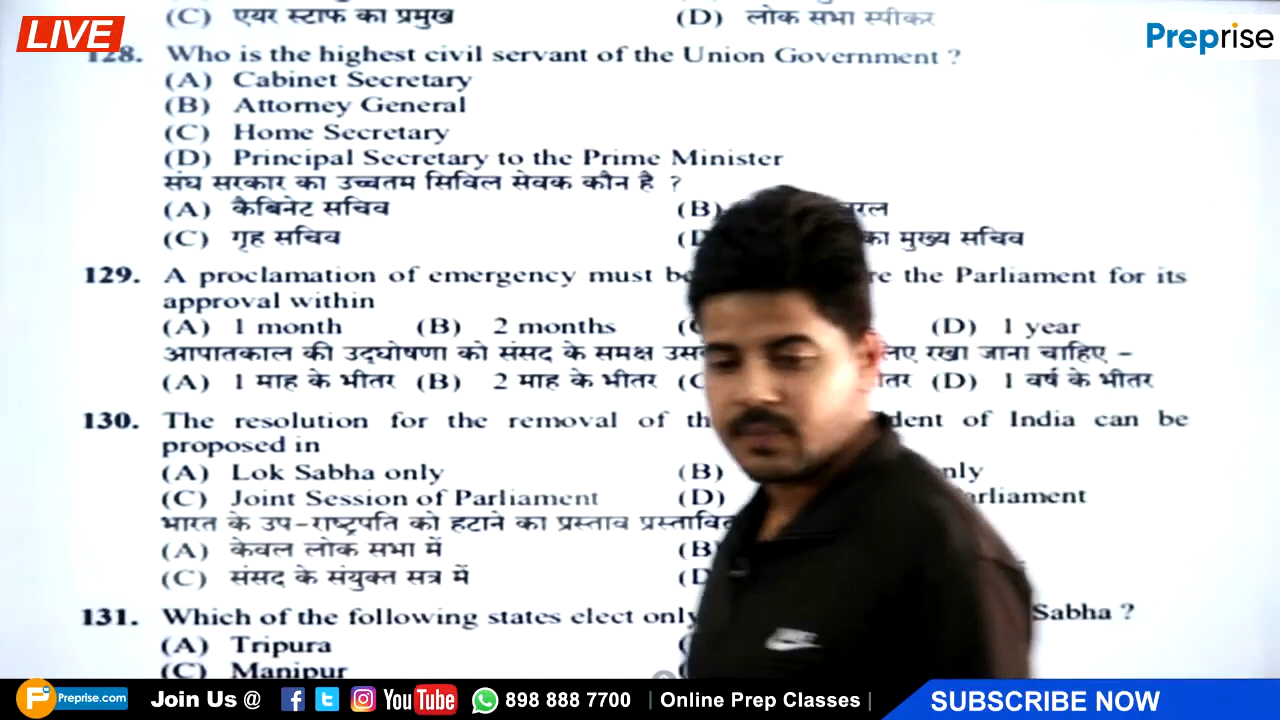 LIVE
Preprise
(C) एयर स्टाफ का प्रमुख (D) लोक सभा स्पीकर
128. Who is the highest civil servant of the Union Government ?
(A) Cabinet Secretary
(B) Attorney General
(C) Home Secretary
(D) Principal Secretary to the Prime Minister
संघ सरकार का उच्चतम सिविल सेवक कौन है ?
(A) कैबिनेट सचिव (B)
(C) गृह सचिव का मुख्य सचिव
129. A proclamation of emergency must the Parliament for its
approval within
(A) 1 month (B) 2 months (D) 1 year
आपातकाल की उद्घोषणा को संसद के समक्ष रखा जाना चाहिए –
(A) 1 माह के भीतर (B) 2 माह के भीतर (D) 1 वर्ष के भीतर
130. The resolution for the removal of of India can be
proposed in
(A) Lok Sabha only (B)
(C) Joint Session of Parliament (D)
भारत के उप-राष्ट्रपति को हटाने का प्रस्ताव
(A) केवल लोक सभा में (B)
(C) संसद के संयुक्त सत्र में
131. Which of the following states elect only Sabha ?
(A) Tripura
(C) Manipur
Preprise.com Join Us @ YouTube 898 888 7700 | Online Prep Classes | SUBSCRIBE NOW